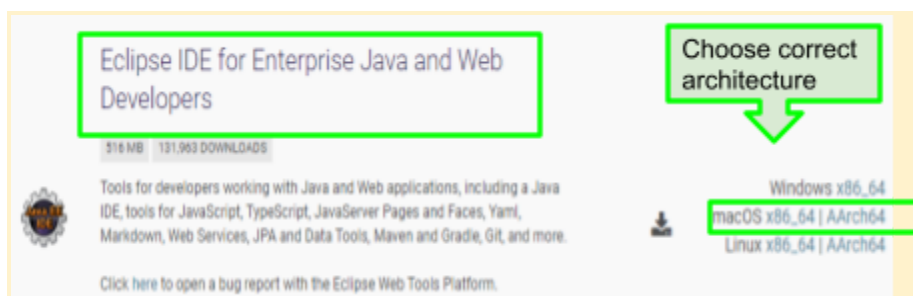 Eclipse IDE for Enterprise Java and Web
Developers
Choose correct
architecture
516 MB 131,963 DOWNLOADS
Tools for developers working with Java and Web applications, including a Java
IDE, tools for JavaScript, TypeScript, JavaServer Pages and Faces, Yaml,
Markdown, Web Services, JPA and Data Tools, Maven and Gradle, Git, and more.
Click here to open a bug report with the Eclipse Web Tools Platform.
Java EE
IDE
Windows x86_64
macOS x86_64 | AArch64
Linux x86_64 | AArch64